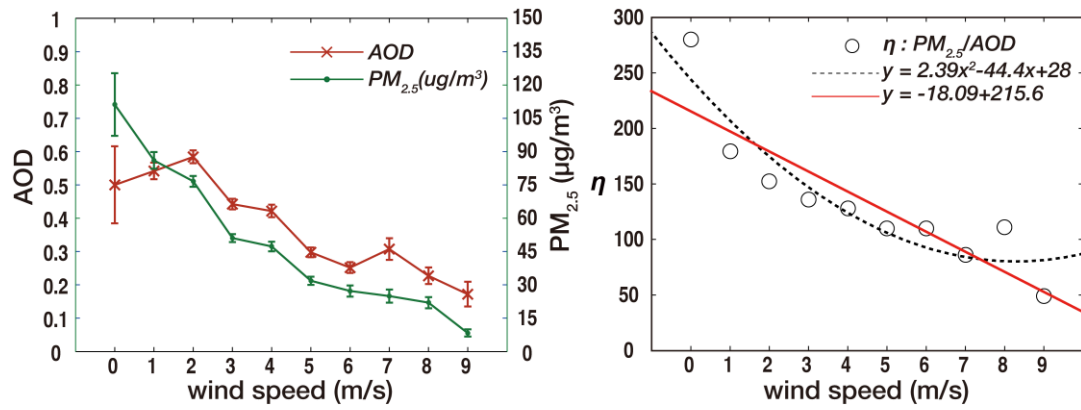 AOD
1
0.9
0.8
0.7
0.6
0.5
0.4
0.3
0.2
0.1
0
AOD
PM2.5(ug/m³)
150
135
120
105
90
75
60
45
30
15
0
PM2.5 (µg/m³)
0 1 2 3 4 5 6 7 8 9
wind speed (m/s)
η
300
250
200
150
100
50
0
η : PM2.5/AOD
y = 2.39x²-44.4x+28
y = -18.09+215.6
0 1 2 3 4 5 6 7 8 9
wind speed (m/s)